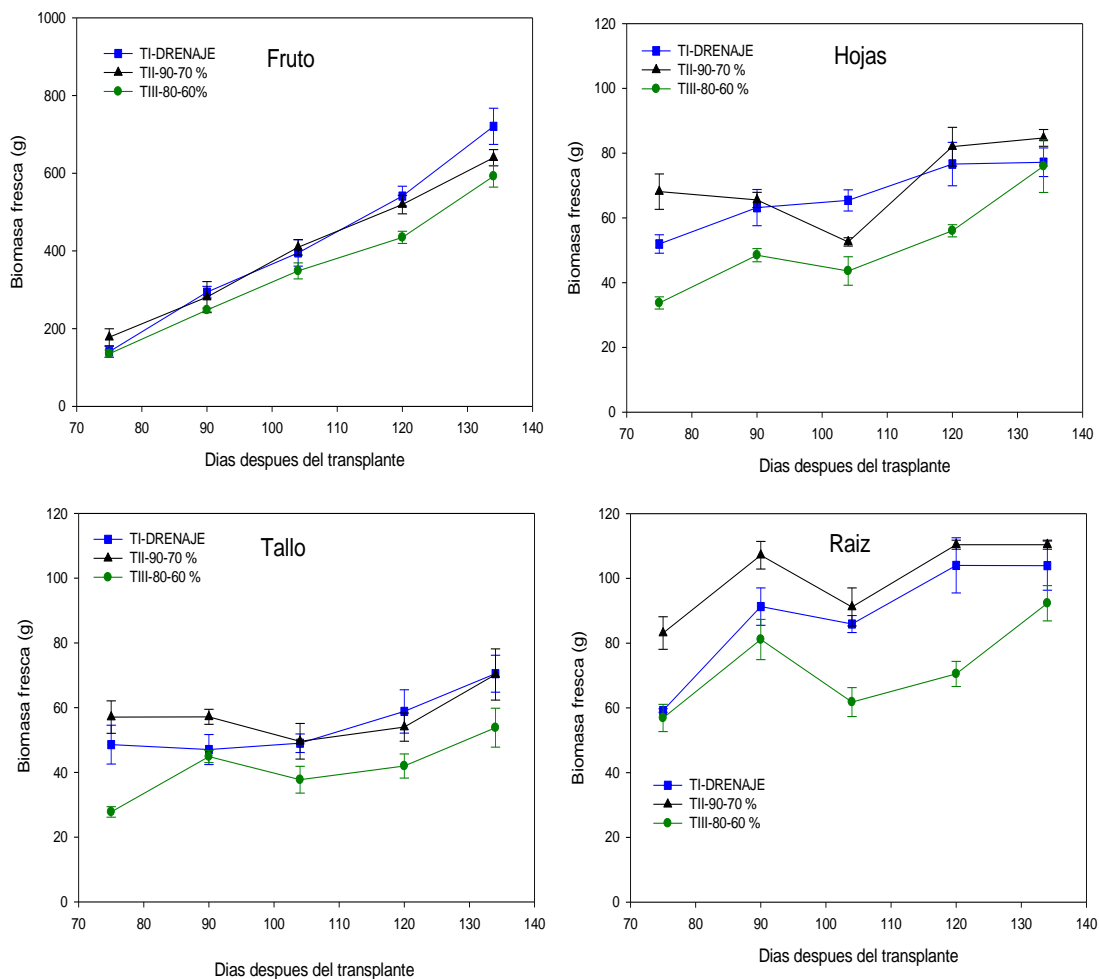 Fruto
TI-DRENAJE
TII-90-70 %
TIII-80-60%
Biomasa fresca (g)
1000
800
600
400
200
0
70 80 90 100 110 120 130 140
Dias despues del transplante
Hojas
TI-DRENAJE
TII-90-70 %
TIII-80-60 %
Biomasa fresca (g)
120
100
80
60
40
20
0
70 80 90 100 110 120 130 140
Dias despues del trasplante
Tallo
TI-DRENAJE
TII-90-70 %
TIII-80-60 %
Biomasa fresca (g)
120
100
80
60
40
20
0
70 80 90 100 110 120 130 140
Dias despues del transplante
Raiz
Biomasa fresca (g)
120
100
80
60
40
20
0
TI-DRENAJE
TII-90-70 %
TIII-80-60 %
70 80 90 100 110 120 130 140
Dias despues del transplante